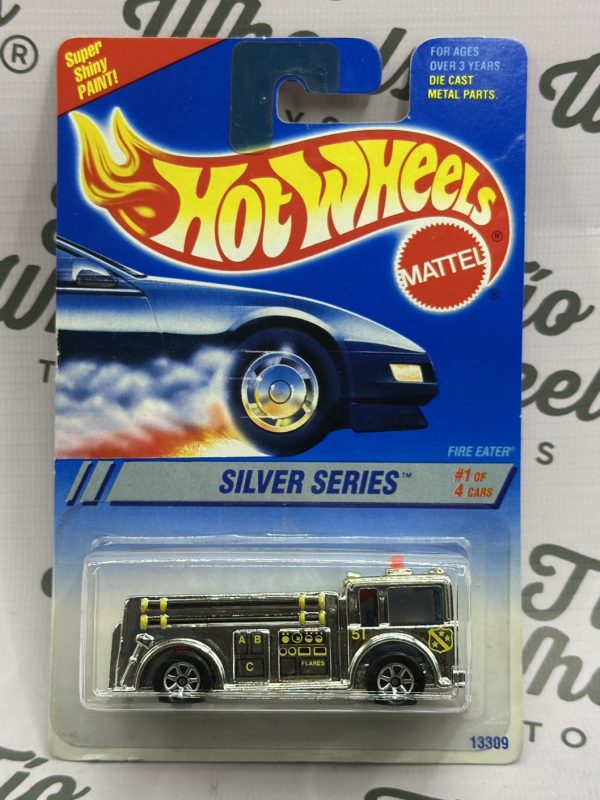 Super
Shiny
PAINT!
FOR AGES
OVER 3 YEARS.
DIE CAST
METAL PARTS.
HOT WHEELS®
MATTEL®
FIRE EATER®
SILVER SERIES™
#1 OF
4 CARS
A B
C
FLARES
51
13309